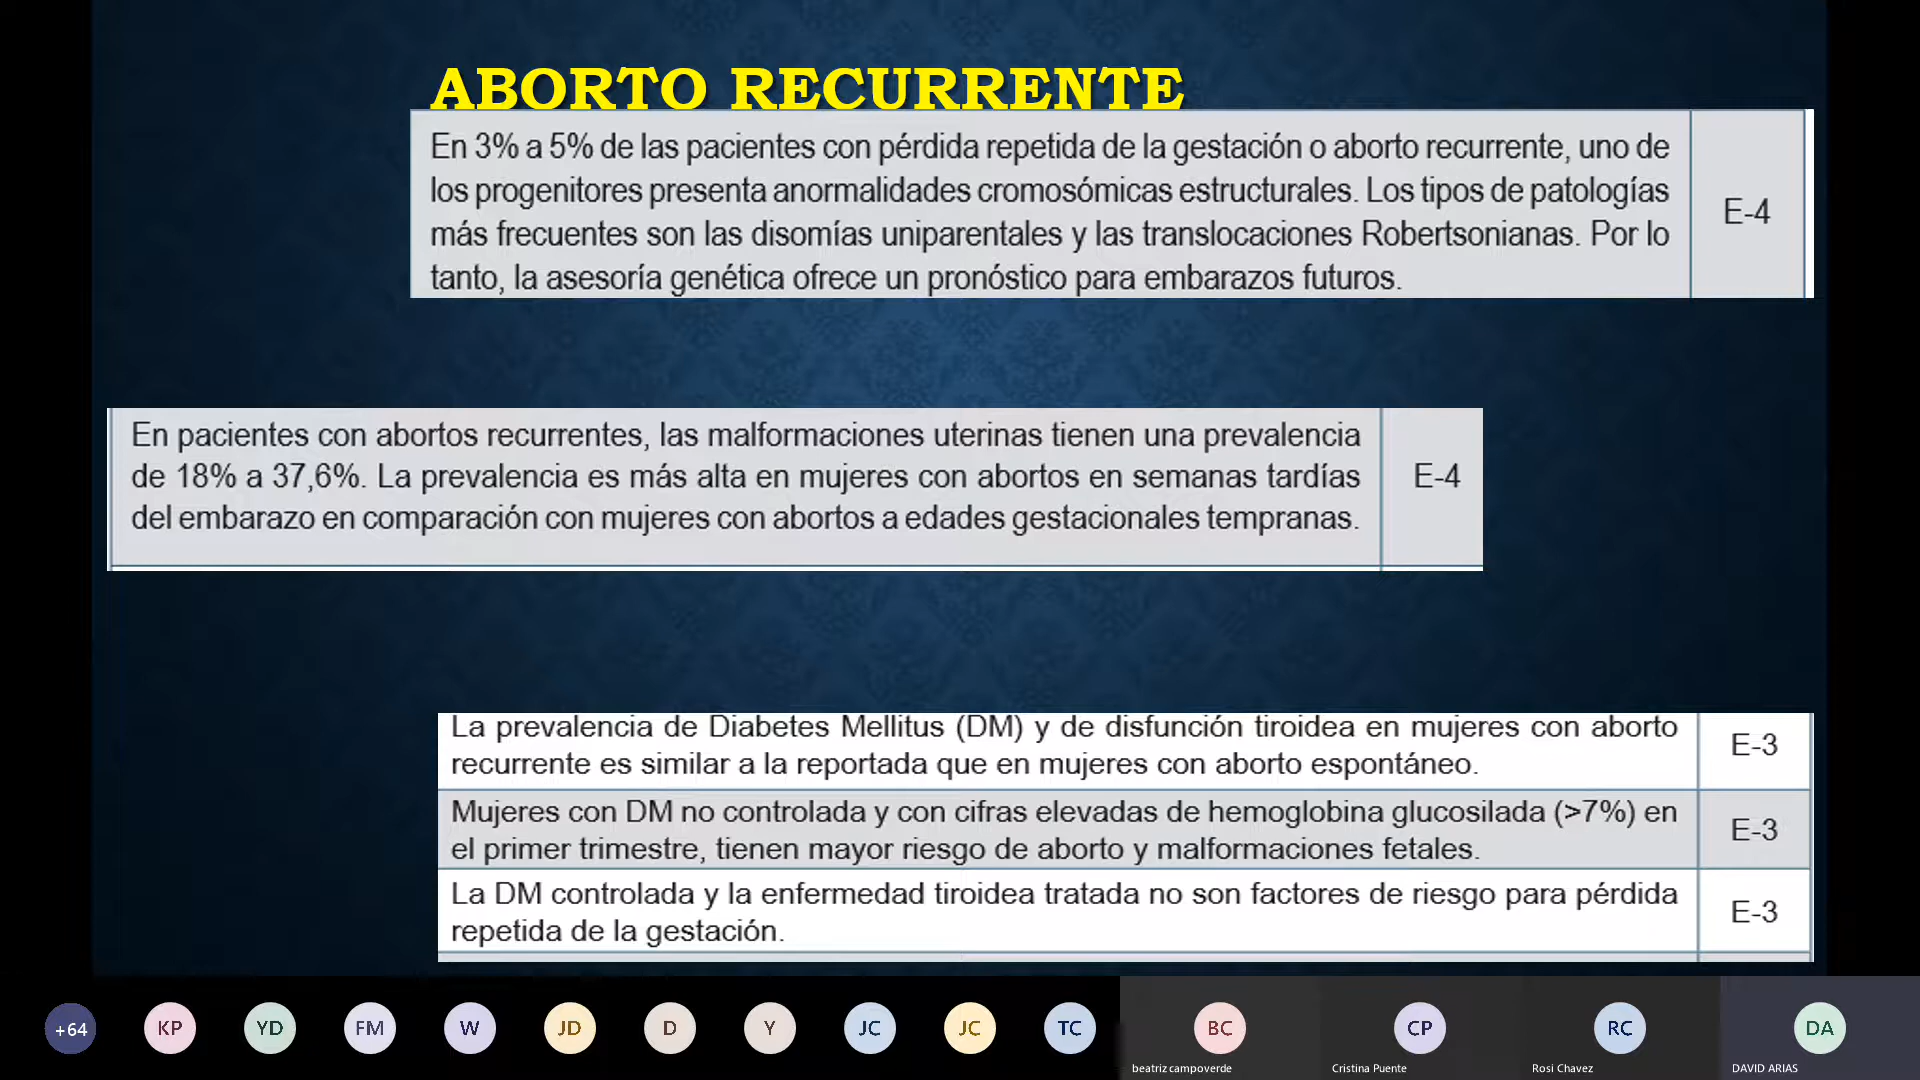 ABORTO RECURRENTE
En 3% a 5% de las pacientes con pérdida repetida de la gestación o aborto recurrente, uno de
los progenitores presenta anormalidades cromosómicas estructurales. Los tipos de patologías
más frecuentes son las disomías uniparentales y las translocaciones Robertsonianas. Por lo
tanto, la asesoría genética ofrece un pronóstico para embarazos futuros.
E-4
En pacientes con abortos recurrentes, las malformaciones uterinas tienen una prevalencia
de 18% a 37,6%. La prevalencia es más alta en mujeres con abortos en semanas tardías
del embarazo en comparación con mujeres con abortos a edades gestacionales tempranas.
E-4
La prevalencia de Diabetes Mellitus (DM) y de disfunción tiroidea en mujeres con aborto
recurrente es similar a la reportada que en mujeres con aborto espontáneo.
E-3
Mujeres con DM no controlada y con cifras elevadas de hemoglobina glucosilada (>7%) en
el primer trimestre, tienen mayor riesgo de aborto y malformaciones fetales.
E-3
La DM controlada y la enfermedad tiroidea tratada no son factores de riesgo para pérdida
repetida de la gestación.
E-3
+64
KP
YD
FM
W
JD
D
Y
JC
JC
TC
BC
beatriz campoverde
CP
Cristina Puente
RC
Rosi Chavez
DA
DAVID ARIAS